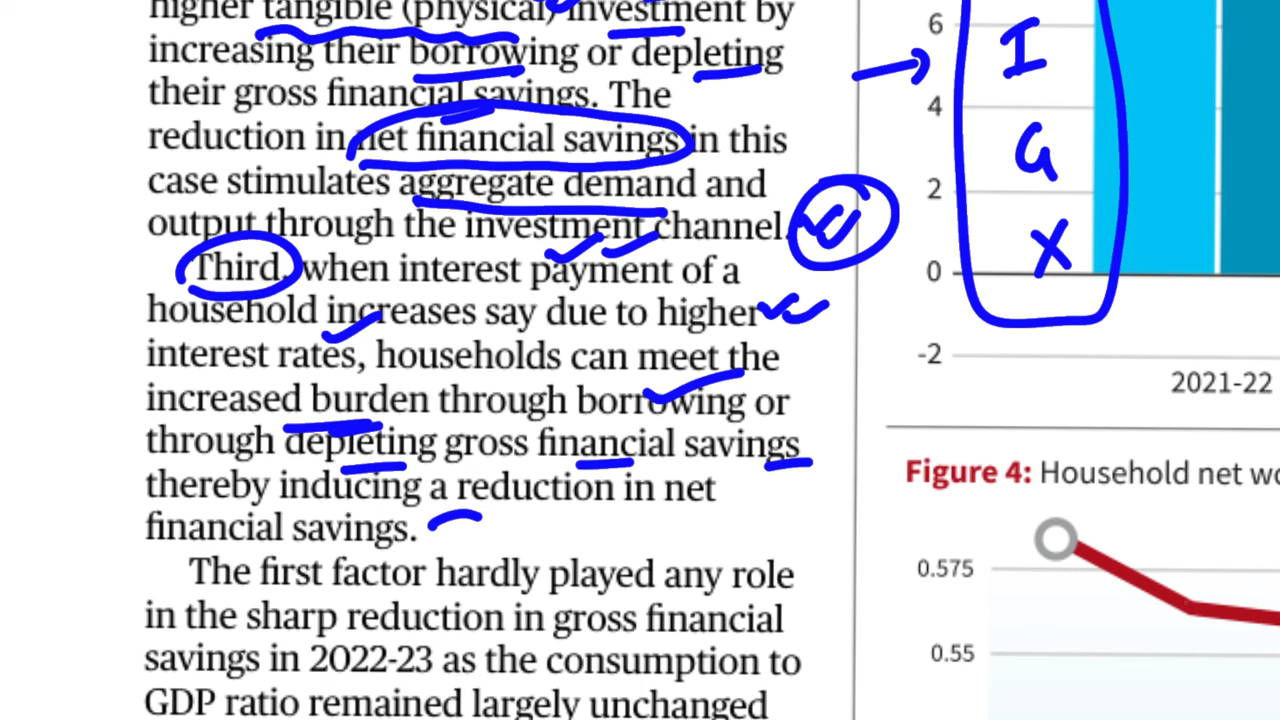 higher tangible (physical) investment by
increasing their borrowing or depleting
their gross financial savings. The
reduction in net financial savings in this
case stimulates aggregate demand and
output through the investment channel.
Third, when interest payment of a
household increases say due to higher
interest rates, households can meet the
increased burden through borrowing or
through depleting gross financial savings
thereby inducing a reduction in net
financial savings.
The first factor hardly played any role
in the sharp reduction in gross financial
savings in 2022-23 as the consumption to
GDP ratio remained largely unchanged
6
4
2
0
-2
I
G
X
2021-22
Figure 4: Household net wo
0.575
0.55